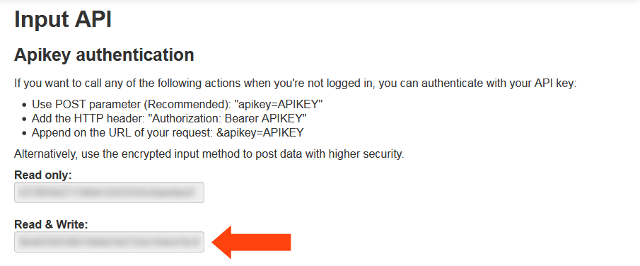 Input API
Apikey authentication
If you want to call any of the following actions when you're not logged in, you can authenticate with your API key:
• Use POST parameter (Recommended): "apikey=APIKEY"
• Add the HTTP header: "Authorization: Bearer APIKEY"
• Append on the URL of your request: &apikey=APIKEY
Alternatively, use the encrypted input method to post data with higher security.
Read only:
Read & Write: